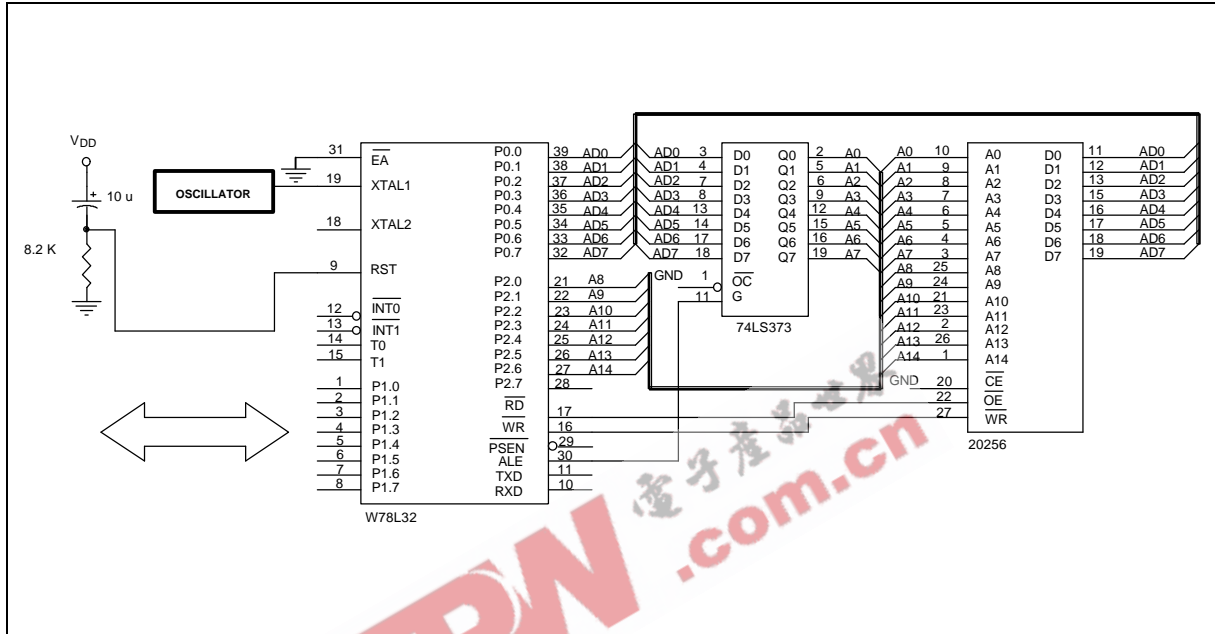 VDD
10 u
8.2 K
OSCILLATOR
31 EA
19 XTAL1
18 XTAL2
9 RST
12 INT0
13 INT1
14 T0
15 T1
1 P1.0
2 P1.1
3 P1.2
4 P1.3
5 P1.4
6 P1.5
7 P1.6
8 P1.7
P0.0 39 AD0
P0.1 38 AD1
P0.2 37 AD2
P0.3 36 AD3
P0.4 35 AD4
P0.5 34 AD5
P0.6 33 AD6
P0.7 32 AD7
P2.0 21 A8
P2.1 22 A9
P2.2 23 A10
P2.3 24 A11
P2.4 25 A12
P2.5 26 A13
P2.6 27 A14
P2.7 28
RD 17
WR 16
PSEN 29
ALE 30
TXD 11
RXD 10
W78L32
AD0 3 D0 Q0 2 A0
AD1 4 D1 Q1 5 A1
AD2 7 D2 Q2 6 A2
AD3 8 D3 Q3 9 A3
AD4 13 D4 Q4 12 A4
AD5 14 D5 Q5 15 A5
AD6 17 D6 Q6 16 A6
AD7 18 D7 Q7 19 A7
GND 1 OC
11 G
74LS373
A0 10 A0 D0 11 AD0
A1 9 A1 D1 12 AD1
A2 8 A2 D2 13 AD2
A3 7 A3 D3 15 AD3
A4 6 A4 D4 16 AD4
A5 5 A5 D5 17 AD5
A6 4 A6 D6 18 AD6
A7 3 A7 D7 19 AD7
A8 25 A8
A9 24 A9
A10 21 A10
A11 23 A11
A12 2 A12
A13 26 A13
A14 1 A14
GND 20 CE
22 OE
27 WR
20256
電子產品世界
.com.cn